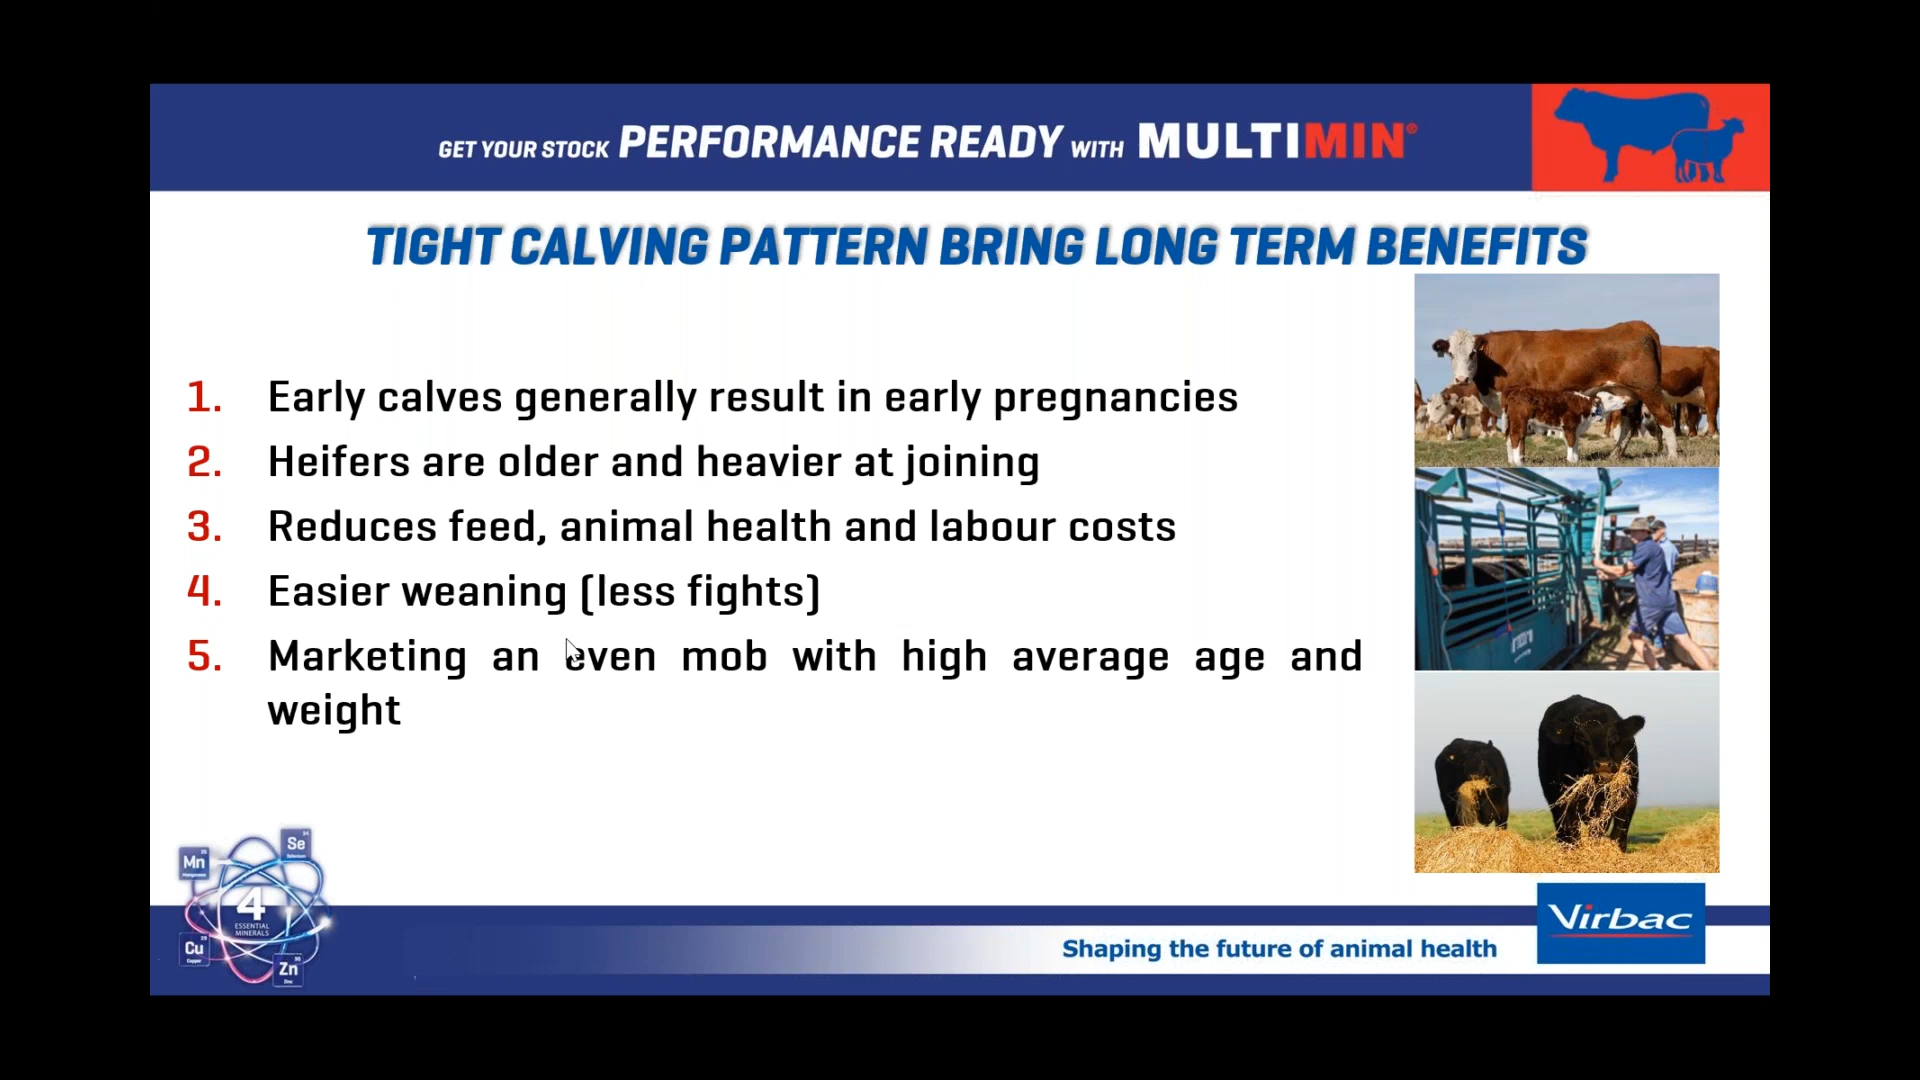 GET YOUR STOCK PERFORMANCE READY WITH MULTIMIN®
TIGHT CALVING PATTERN BRING LONG TERM BENEFITS
1. Early calves generally result in early pregnancies
2. Heifers are older and heavier at joining
3. Reduces feed, animal health and labour costs
4. Easier weaning (less fights)
5. Marketing an even mob with high average age and
weight
Se
Mn
4
ESSENTIAL
MINERALS
Cu
Copper
Zn
Zinc
Shaping the future of animal health
Virbac